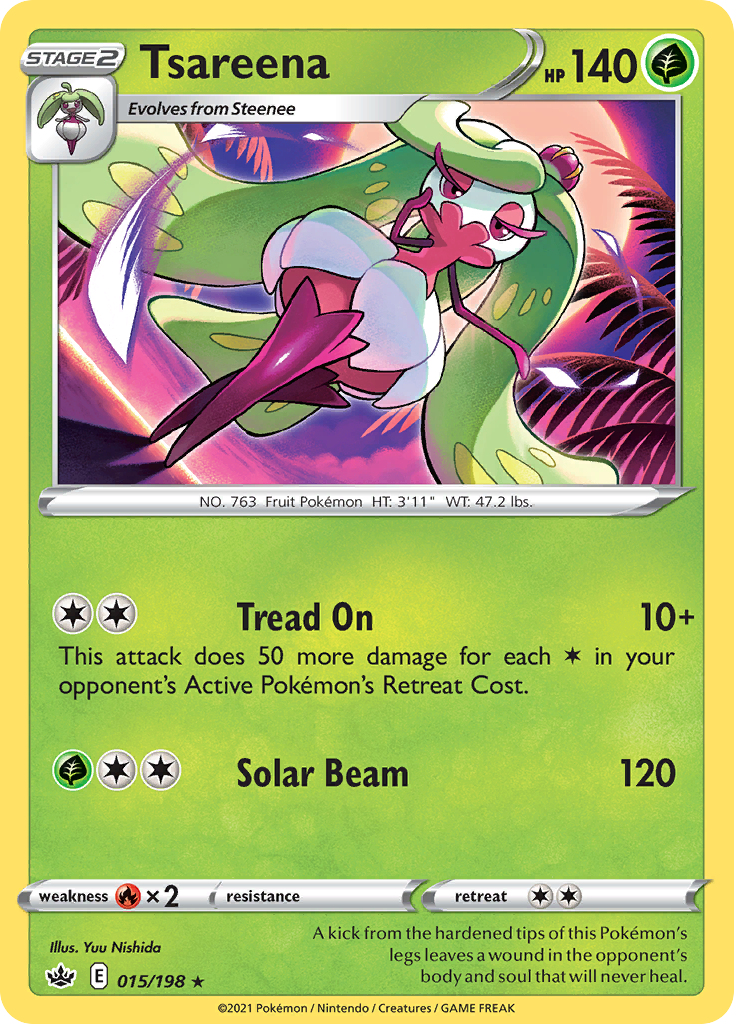 STAGE 2
Tsareena
HP 140
Evolves from Steenee
NO. 763 Fruit Pokémon HT: 3'11" WT: 47.2 lbs.
Tread On 10+
This attack does 50 more damage for each in your
opponent's Active Pokémon's Retreat Cost.
Solar Beam 120
weakness ×2 resistance retreat
Illus. Yuu Nishida
A kick from the hardened tips of this Pokémon's
legs leaves a wound in the opponent's
body and soul that will never heal.
E 015/198 ★
©2021 Pokémon / Nintendo / Creatures / GAME FREAK